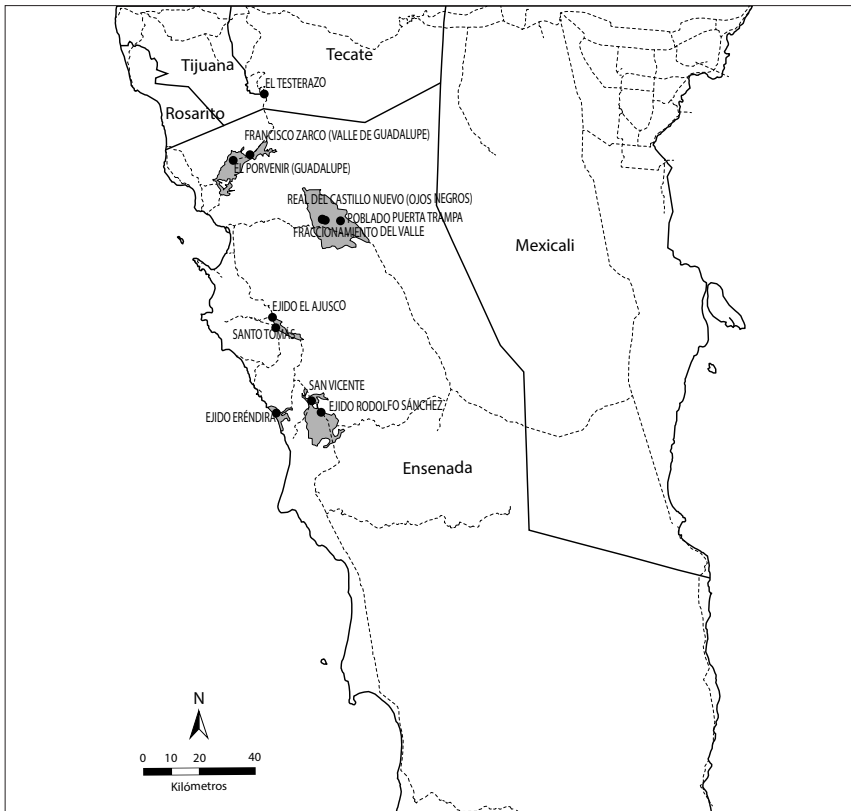 Tecate
Tijuana
EL TESTERAZO
Rosarito
FRANCISCO ZARCO (VALLE DE GUADALUPE)
EL PORVENIR (GUADALUPE)
REAL DEL CASTILLO NUEVO (OJOS NEGROS)
POBLADO PUERTA TRAMPA
FRACCIONAMIENTO DEL VALLE
Mexicali
EJIDO EL AJUSCO
SANTO TOMÁS
SAN VICENTE
EJIDO RODOLFO SÁNCHEZ
EJIDO ERÉNDIRA
Ensenada
N
0 10 20 40
Kilómetros